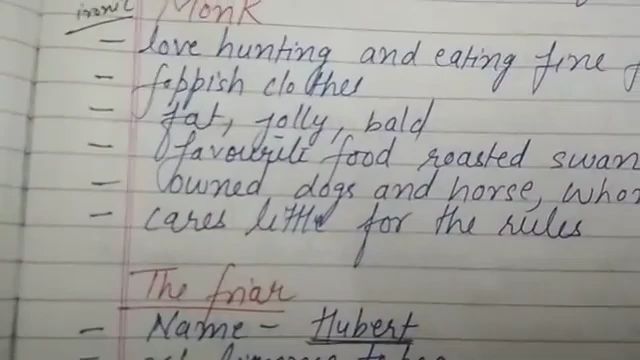 ironic Monk
- love hunting and eating fine
- foppish clothes
- fat, jolly, bald
- favourite food roasted swan
- owned dogs and horse,
- cares little for the rules
The friar
- Name - Hubert